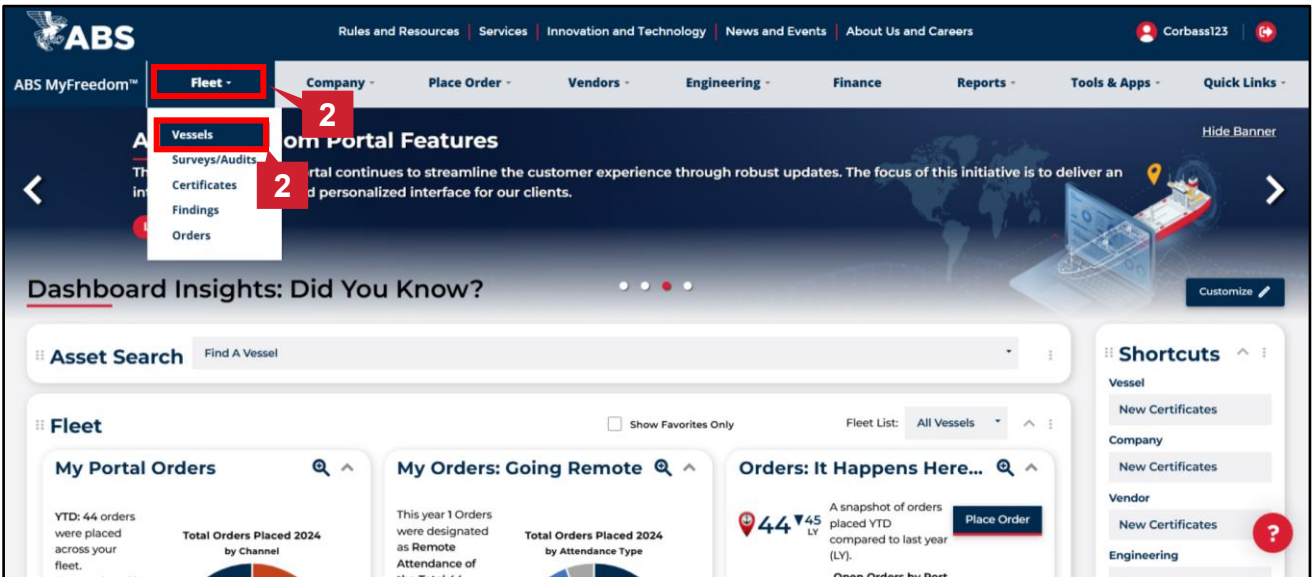 ABS
Rules and Resources
Services
Innovation and Technology
News and Events
About Us and Careers
Corbass123
ABS MyFreedom™
Fleet
Company
Place Order
Vendors
Engineering
Finance
Reports
Tools & Apps
Quick Links
2
Vessels
Surveys/Audits
Certificates
Findings
Orders
2
A
om Portal Features
Hide Banner
Th
rtal continues to streamline the customer experience through robust updates. The focus of this initiative is to deliver an
int
d personalized interface for our clients.
Dashboard Insights: Did You Know?
Customize
Asset Search
Find A Vessel
Shortcuts
Vessel
New Certificates
Company
New Certificates
Vendor
New Certificates
Engineering
?
Fleet
Show Favorites Only
Fleet List:
All Vessels
My Portal Orders
YTD: 44 orders
were placed
across your
fleet.
Total Orders Placed 2024
by Channel
My Orders: Going Remote
This year 1 Orders
were designated
as Remote
Attendance of
Total Orders Placed 2024
by Attendance Type
Orders: It Happens Here...
44
45
LY
A snapshot of orders
placed YTD
compared to last year
(LY).
Place Order
Open Orders by Port